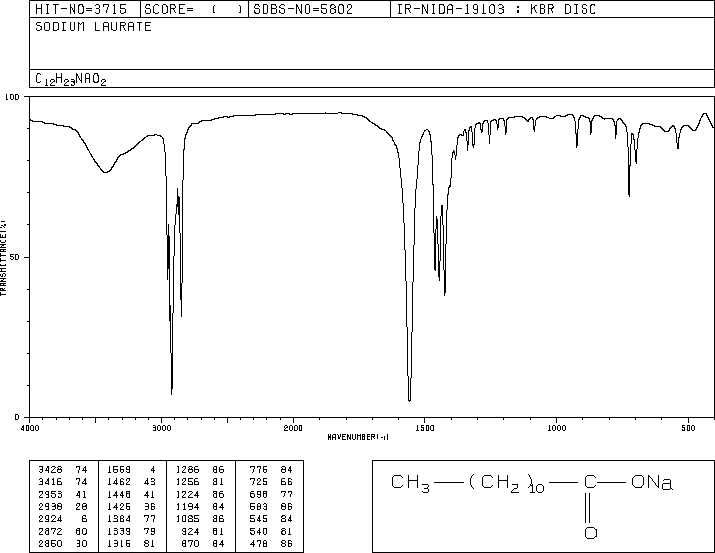 HIT-NO=3715 SCORE= ( ) SDBS-NO=5802 IR-NIDA-19103 : KBR DISC
SODIUM LAURATE
C12H23NAO2
100
50
0
TRANSMITTANCE(%)
4000 3000 2000 1500 1000 500
WAVENUMBER(-1)
3428 74 1559 4 1286 86 775 84
3416 74 1462 43 1256 81 725 66
2953 41 1448 41 1224 86 698 77
2938 28 1425 36 1194 84 583 86
2924 6 1384 77 1085 86 545 84
2872 60 1339 79 924 81 540 81
2850 30 1316 81 870 84 478 86
CH3—(CH2)10—C—ONa
O